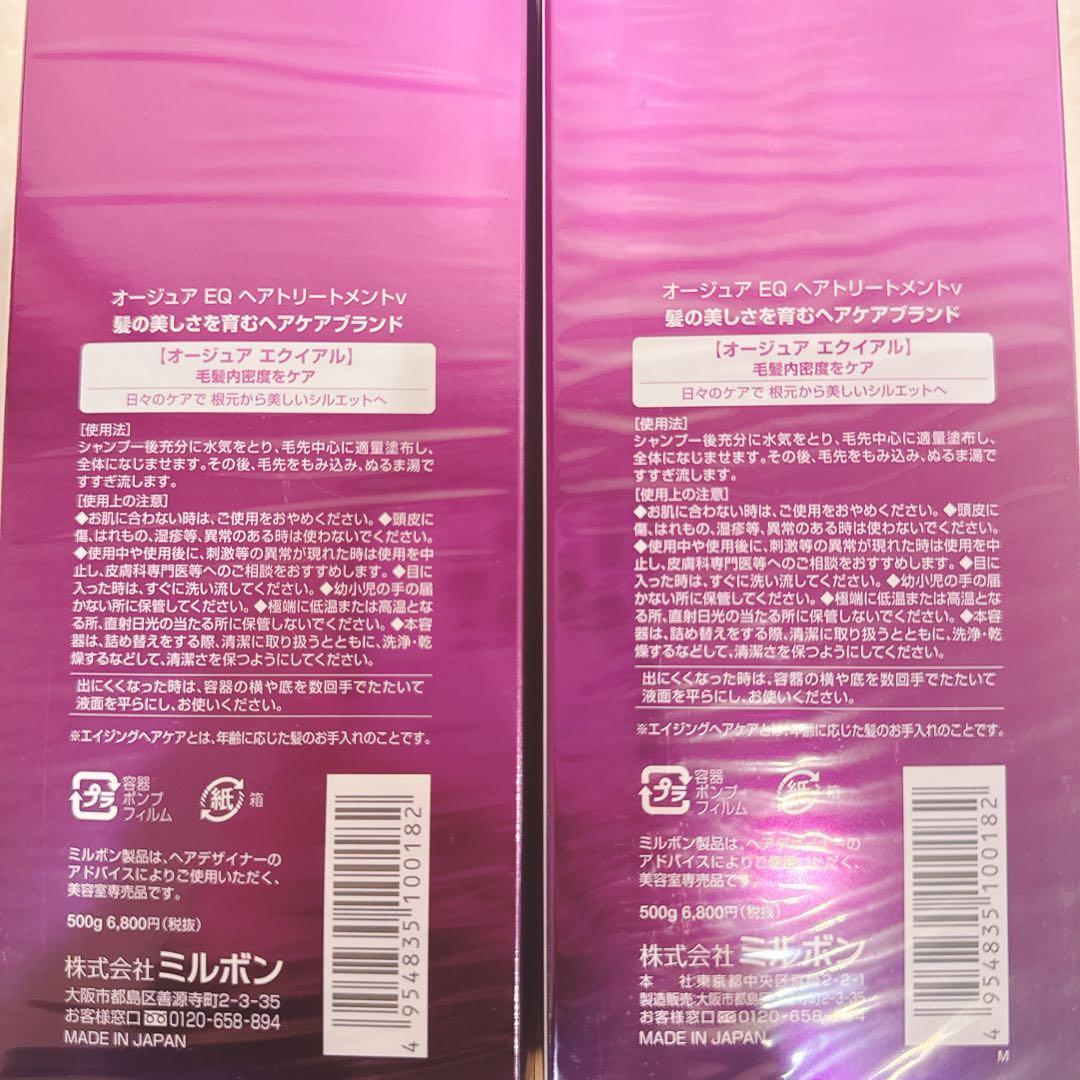 オージュア EQ ヘアトリートメントv
髪の美しさを育むヘアケアブランド
【オージュア エクイアル】
毛髪内密度をケア
日々のケアで 根元から美しいシルエットへ
[使用法]
シャンプー後充分に水気をとり、毛先中心に適量塗布し、
全体になじませます。その後、毛先をもみ込み、ぬるま湯で
すすぎ流します。
[使用上の注意]
◆お肌に合わない時は、ご使用をおやめください。◆頭皮に
傷、はれもの、湿疹等、異常のある時は使わないでください。
◆使用中や使用後に、刺激等の異常が現れた時は使用を中
止し、皮膚科専門医等へのご相談をおすすめします。◆目に
入った時は、すぐに洗い流してください。◆幼小児の手の届
かない所に保管してください。◆極端に低温または高温とな
る所、直射日光の当たる所に保管しないでください。◆本容
器は、詰め替えをする際、清潔に取り扱うとともに、洗浄・乾
燥するなどして、清潔さを保つようにしてください。
出にくくなった時は、容器の横や底を数回手でたたいて
液面を平らにし、お使いください。
※エイジングヘアケアとは、年齢に応じた髪のお手入れのことです。
プラ
容器
ポンプ
フィルム
紙
箱
ミルボン製品は、ヘアデザイナーの
アドバイスによりご使用いただく、
美容室専売品です。
500g 6,800円(税抜)
株式会社 ミルボン
大阪市都島区善源寺町2-3-35
お客様窓口 0120-658-894
MADE IN JAPAN
4 954835 100182
オージュア EQ ヘアトリートメントv
髪の美しさを育むヘアケアブランド
【オージュア エクイアル】
毛髪内密度をケア
日々のケアで 根元から美しいシルエットへ
[使用法]
シャンプー後充分に水気をとり、毛先中心に適量塗布し、
全体になじませます。その後、毛先をもみ込み、ぬるま湯で
すすぎ流します。
[使用上の注意]
◆お肌に合わない時は、ご使用をおやめください。◆頭皮に
傷、はれもの、湿疹等、異常のある時は使わないでください。
◆使用中や使用後に、刺激等の異常が現れた時は使用を中
止し、皮膚科専門医等へのご相談をおすすめします。◆目に
入った時は、すぐに洗い流してください。◆幼小児の手の届
かない所に保管してください。◆極端に低温または高温とな
る所、直射日光の当たる所に保管しないでください。◆本容
器は、詰め替えをする際、清潔に取り扱うとともに、洗浄・乾
燥するなどして、清潔さを保つようにしてください。
出にくくなった時は、容器の横や底を数回手でたたいて
液面を平らにし、お使いください。
※エイジングヘアケアとは、年齢に応じた髪のお手入れのことです。
プラ
容器
ポンプ
フィルム
紙
箱
ミルボン製品は、
アドバイスによりご使用いただく、
美容室専売品です。
500g 6,800円(税抜)
株式会社 ミルボン
本 社:東京都中央区 2-2-1
製造販売:大阪市都島区 2-3-35
お客様窓口 0120-658
MADE IN JAPAN
4 954835 100182
M